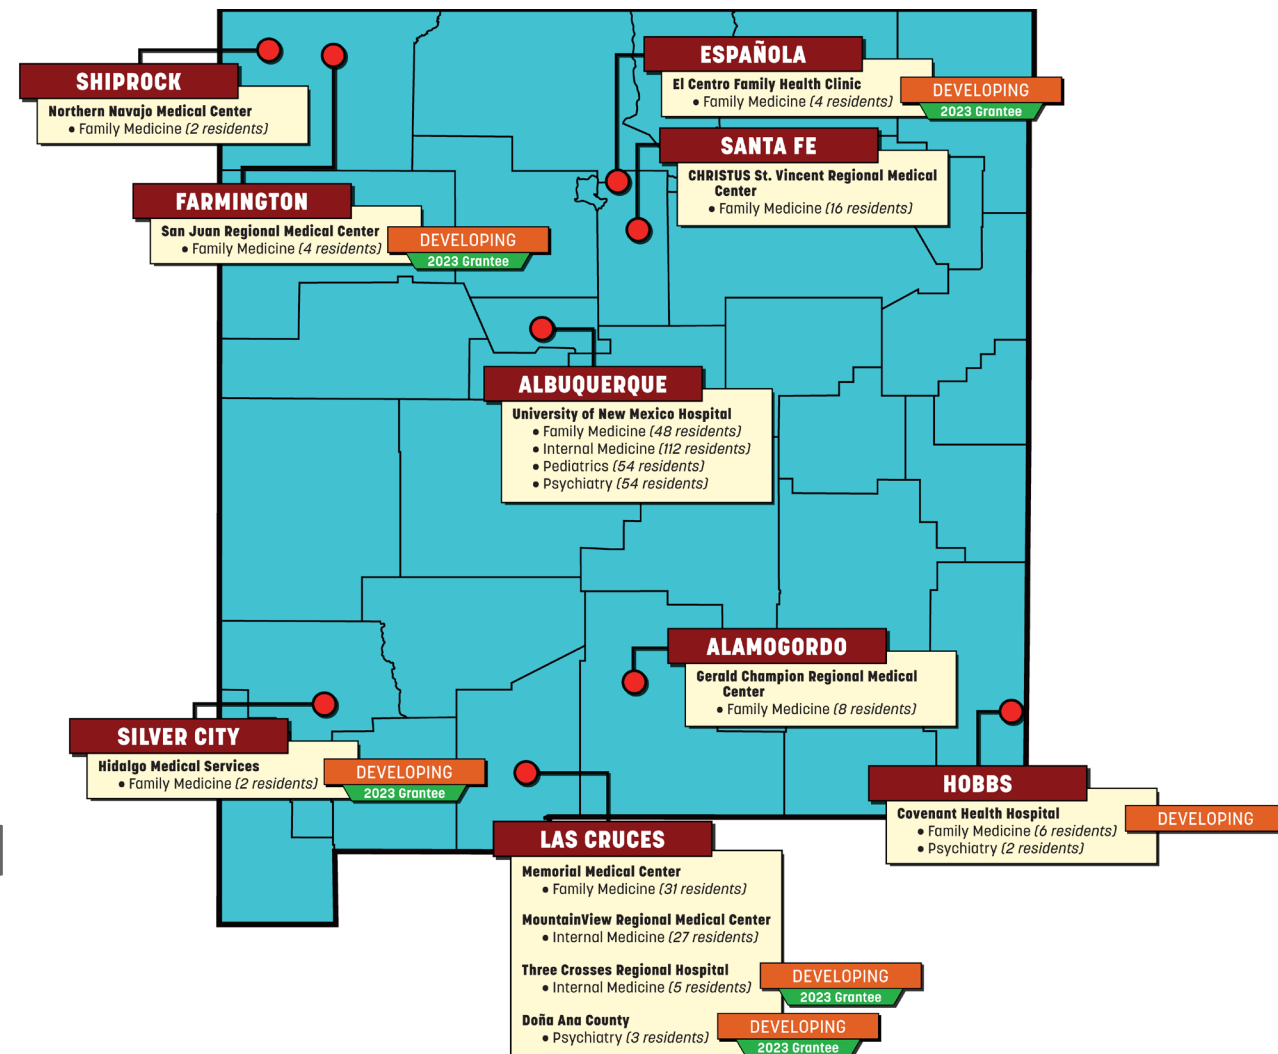 SHIPROCK
Northern Navajo Medical Center
• Family Medicine (2 residents)
FARMINGTON
San Juan Regional Medical Center
• Family Medicine (4 residents)
DEVELOPING
2023 Grantee
ESPAÑOLA
El Centro Family Health Clinic
• Family Medicine (4 residents)
DEVELOPING
2023 Grantee
SANTA FE
CHRISTUS St. Vincent Regional Medical
Center
• Family Medicine (16 residents)
ALBUQUERQUE
University of New Mexico Hospital
• Family Medicine (48 residents)
• Internal Medicine (112 residents)
• Pediatrics (54 residents)
• Psychiatry (54 residents)
ALAMOGORDO
Gerald Champion Regional Medical
Center
• Family Medicine (8 residents)
SILVER CITY
Hidalgo Medical Services
• Family Medicine (2 residents)
DEVELOPING
2023 Grantee
HOBBS
Covenant Health Hospital
• Family Medicine (6 residents)
• Psychiatry (2 residents)
DEVELOPING
LAS CRUCES
Memorial Medical Center
• Family Medicine (31 residents)
MountainView Regional Medical Center
• Internal Medicine (27 residents)
Three Crosses Regional Hospital
• Internal Medicine (5 residents)
DEVELOPING
2023 Grantee
Doña Ana County
• Psychiatry (3 residents)
DEVELOPING
2023 Grantee